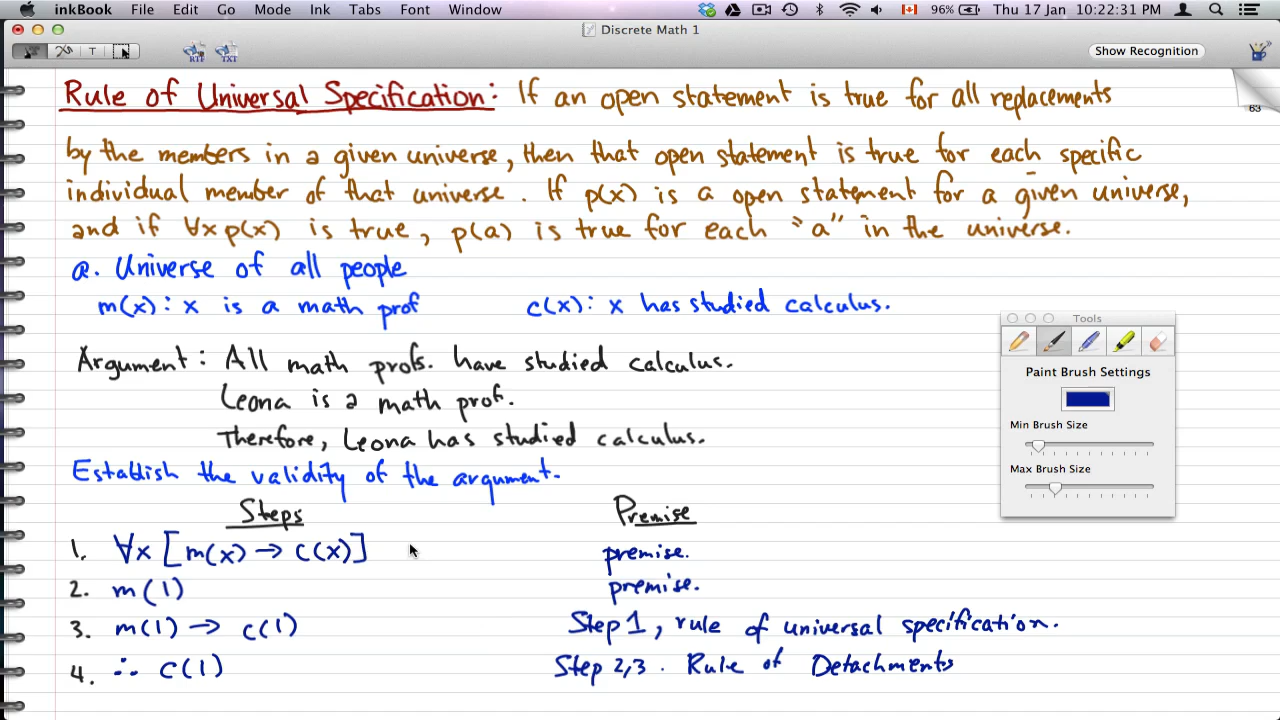 inkBook File Edit Go Mode Ink Tabs Font Window 96% Thu 17 Jan 10:22:31 PM
Discrete Math 1
RTF TXT T Show Recognition
63
Rule of Universal Specification: If an open statement is true for all replacements
by the members in a given universe, then that open statement is true for each specific
individual member of that universe. If p(x) is a open statement for a given universe,
and if ∀x p(x) is true, p(a) is true for each "a" in the universe.
a. Universe of all people
m(x): x is a math prof c(x): x has studied calculus.
Argument: All math profs. have studied calculus.
Leona is a math prof.
Therefore, Leona has studied calculus.
Establish the validity of the argument.
Steps Premise
1. ∀x [m(x) → c(x)] premise.
2. m(1) premise.
3. m(1) → c(1) Step 1, rule of universal specification.
4. ∴ c(1) Step 2,3. Rule of Detachments
Tools
Paint Brush Settings
Min Brush Size
Max Brush Size